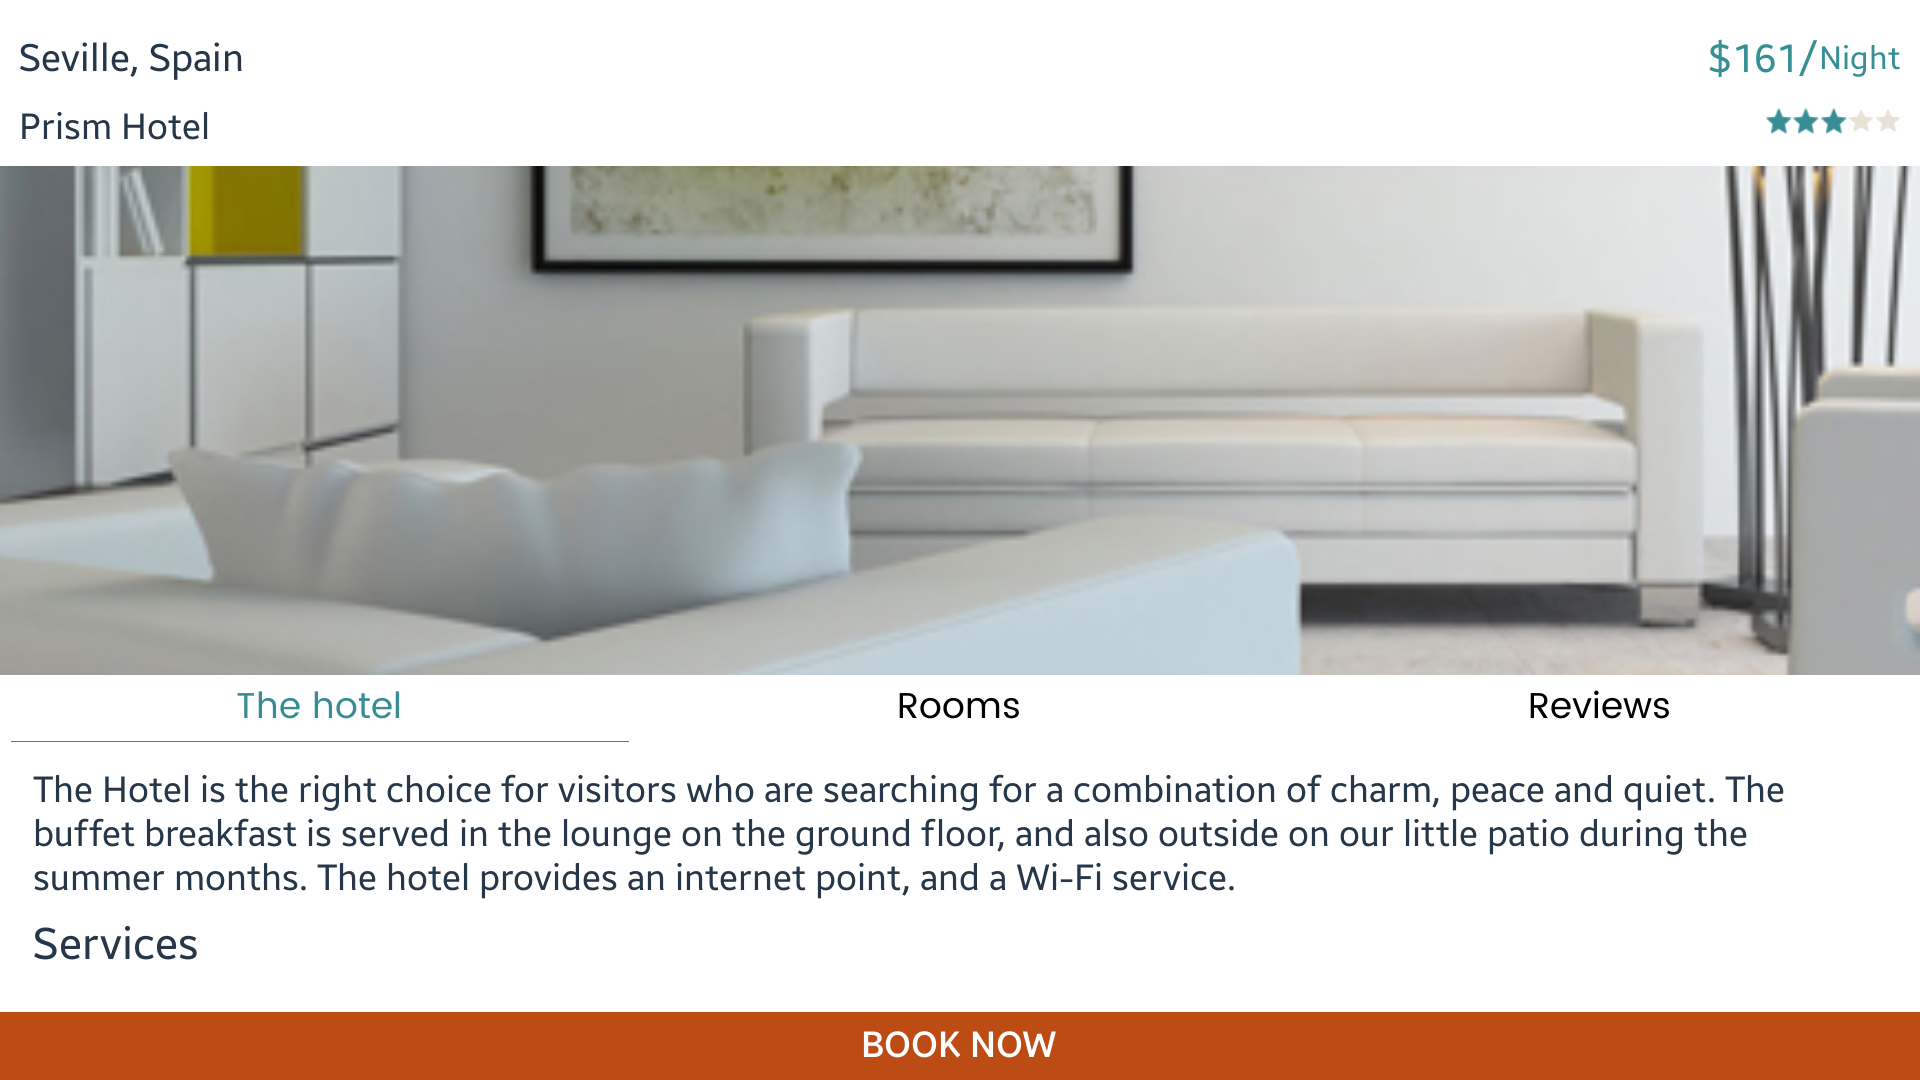 Seville, Spain
$161/Night
Prism Hotel
The hotel
Rooms
Reviews
The Hotel is the right choice for visitors who are searching for a combination of charm, peace and quiet. The
buffet breakfast is served in the lounge on the ground floor, and also outside on our little patio during the
summer months. The hotel provides an internet point, and a Wi-Fi service.
Services
BOOK NOW